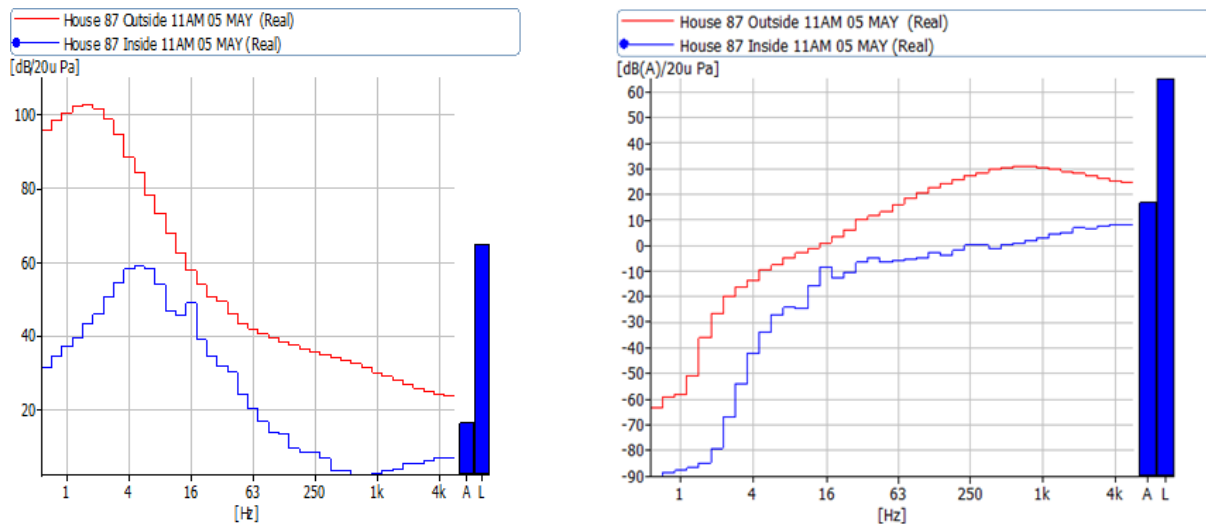 House 87 Outside 11AM 05 MAY (Real)
House 87 Inside 11AM 05 MAY (Real)
[dB/20u Pa]
100
80
60
40
20
1 4 16 63 250 1k 4k A L
[Hz]
House 87 Outside 11AM 05 MAY (Real)
House 87 Inside 11AM 05 MAY (Real)
[dB(A)/20u Pa]
60
50
40
30
20
10
0
-10
-20
-30
-40
-50
-60
-70
-80
-90
1 4 16 63 250 1k 4k A L
[Hz]